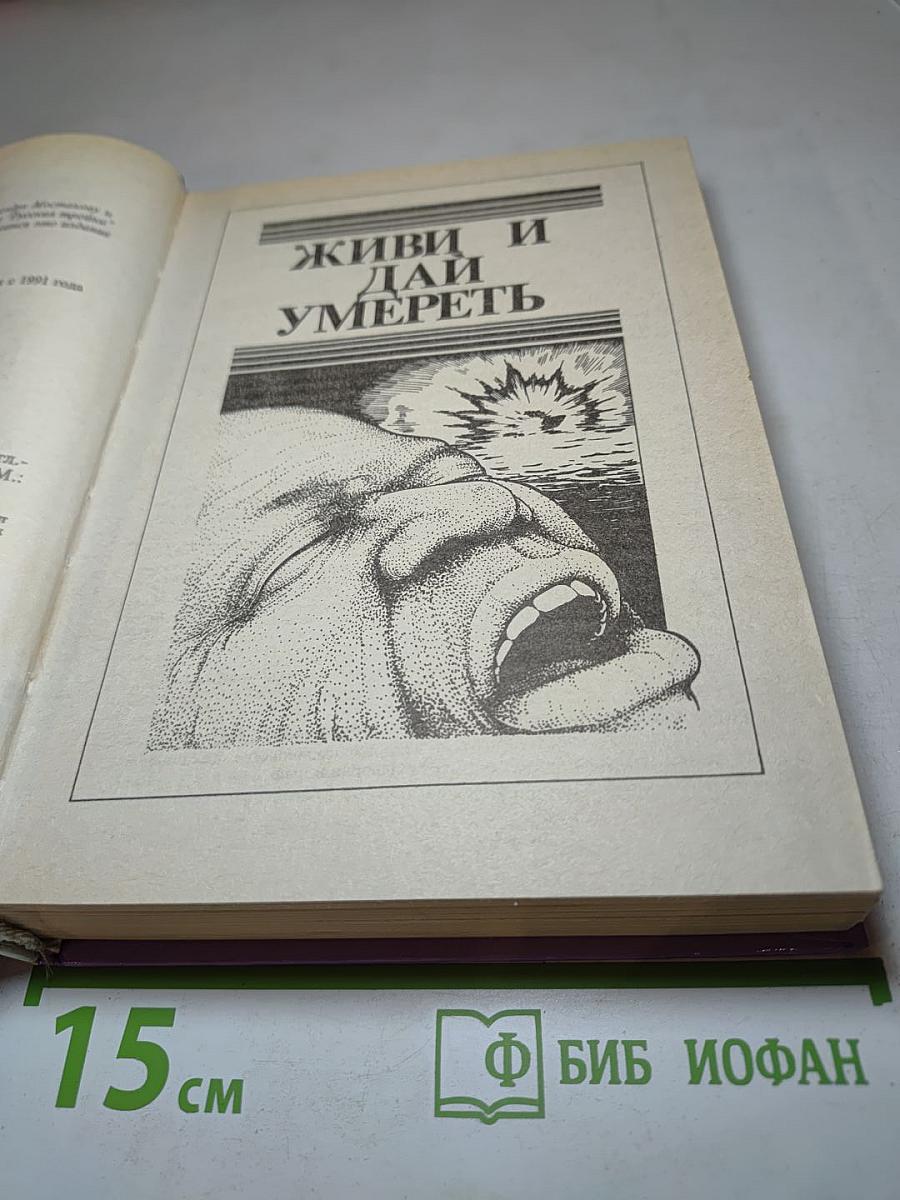 с 1991 года
М.:
ЖИВИ И
ДАЙ
УМЕРЕТЬ
15 см
Ф БИБ ИОФАН